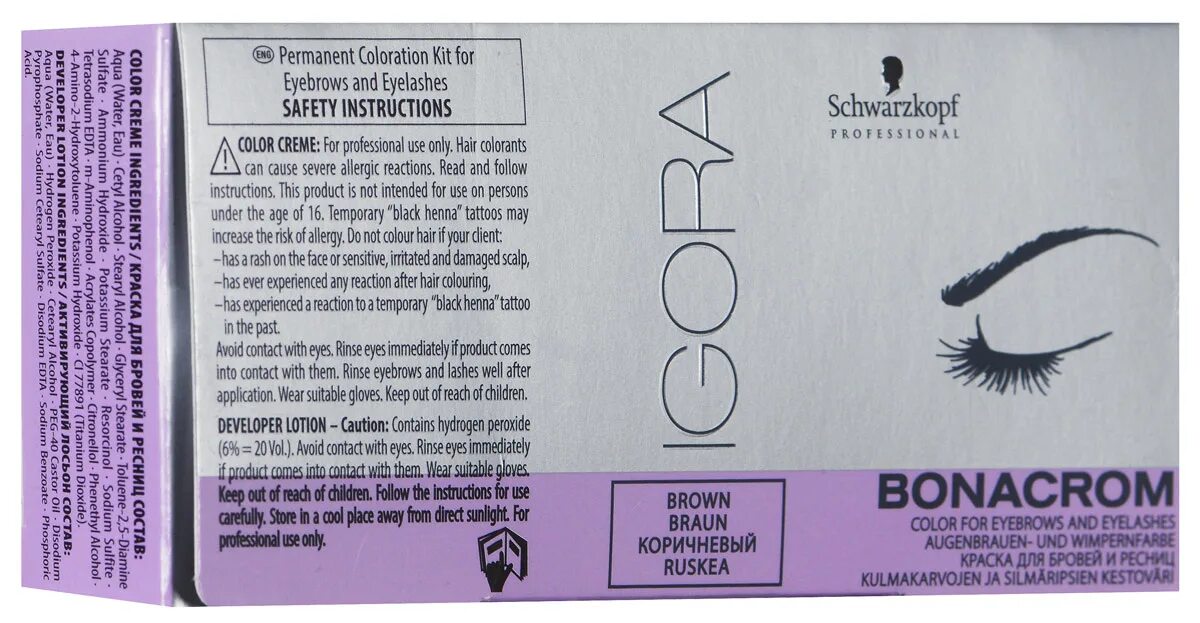 COLOR CREME INGREDIENTS / КРАСКА ДЛЯ БРОВЕЙ И РЕСНИЦ СОСТАВ:
Aqua (Water, Eau) · Cetyl Alcohol · Stearyl Alcohol · Glyceryl Stearate · Toluene-2,5-Diamine
Sulfate · Ammonium Hydroxide · Potassium Stearate · Resorcinol · Sodium Sulfite ·
Tetrasodium EDTA · m-Aminophenol · Acrylates Copolymer · Citronellol · Phenethyl Alcohol ·
4-Amino-2-Hydroxytoluene · Potassium Hydroxide · CI 77891 (Titanium Dioxide).
DEVELOPER LOTION INGREDIENTS / АКТИВИРУЮЩИЙ ЛОСЬОН СОСТАВ:
Aqua (Water, Eau) · Hydrogen Peroxide · Cetearyl Alcohol · PEG-40 Castor Oil · Disodium
Pyrophosphate · Sodium Cetearyl Sulfate · Disodium EDTA · Sodium Benzoate · Phosphoric
Acid.
ENG Permanent Coloration Kit for
Eyebrows and Eyelashes
SAFETY INSTRUCTIONS
COLOR CREME: For professional use only. Hair colorants
can cause severe allergic reactions. Read and follow
instructions. This product is not intended for use on persons
under the age of 16. Temporary “black henna” tattoos may
increase the risk of allergy. Do not colour hair if your client:
–has a rash on the face or sensitive, irritated and damaged scalp,
–has ever experienced any reaction after hair colouring,
–has experienced a reaction to a temporary “black henna” tattoo
in the past.
Avoid contact with eyes. Rinse eyes immediately if product comes
into contact with them. Rinse eyebrows and lashes well after
application. Wear suitable gloves. Keep out of reach of children.
DEVELOPER LOTION – Caution: Contains hydrogen peroxide
(6% = 20 Vol.). Avoid contact with eyes. Rinse eyes immediately
if product comes into contact with them. Wear suitable gloves.
Keep out of reach of children. Follow the instructions for use
carefully. Store in a cool place away from direct sunlight. For
professional use only.
IGORA
Schwarzkopf
PROFESSIONAL
BROWN
BRAUN
КОРИЧНЕВЫЙ
RUSKEA
BONACROM
COLOR FOR EYEBROWS AND EYELASHES
AUGENBRAUEN- UND WIMPERNFARBE
КРАСКА ДЛЯ БРОВЕЙ И РЕСНИЦ
KULMAKARVOJEN JA SILMÄRIPSIEN KESTOVÄRI